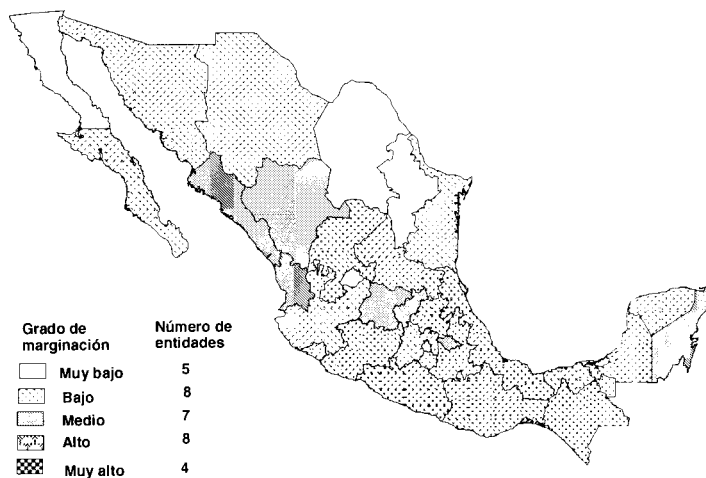 Grado de marginación
Número de entidades
Muy bajo 5
Bajo 8
Medio 7
Alto 8
Muy alto 4